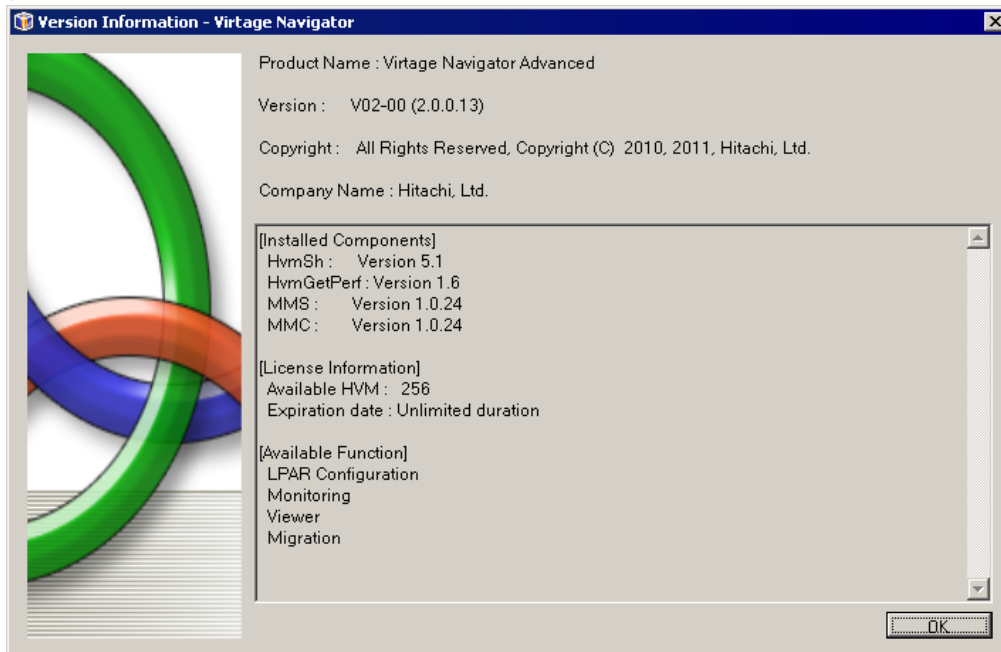 Version Information - Virtage Navigator
Product Name : Virtage Navigator Advanced
Version : V02-00 (2.0.0.13)
Copyright : All Rights Reserved, Copyright (C) 2010, 2011, Hitachi, Ltd.
Company Name : Hitachi, Ltd.
[Installed Components]
HvmSh : Version 5.1
HvmGetPerf : Version 1.6
MMS : Version 1.0.24
MMC : Version 1.0.24
[License Information]
Available HVM : 256
Expiration date : Unlimited duration
[Available Function]
LPAR Configuration
Monitoring
Viewer
Migration
OK